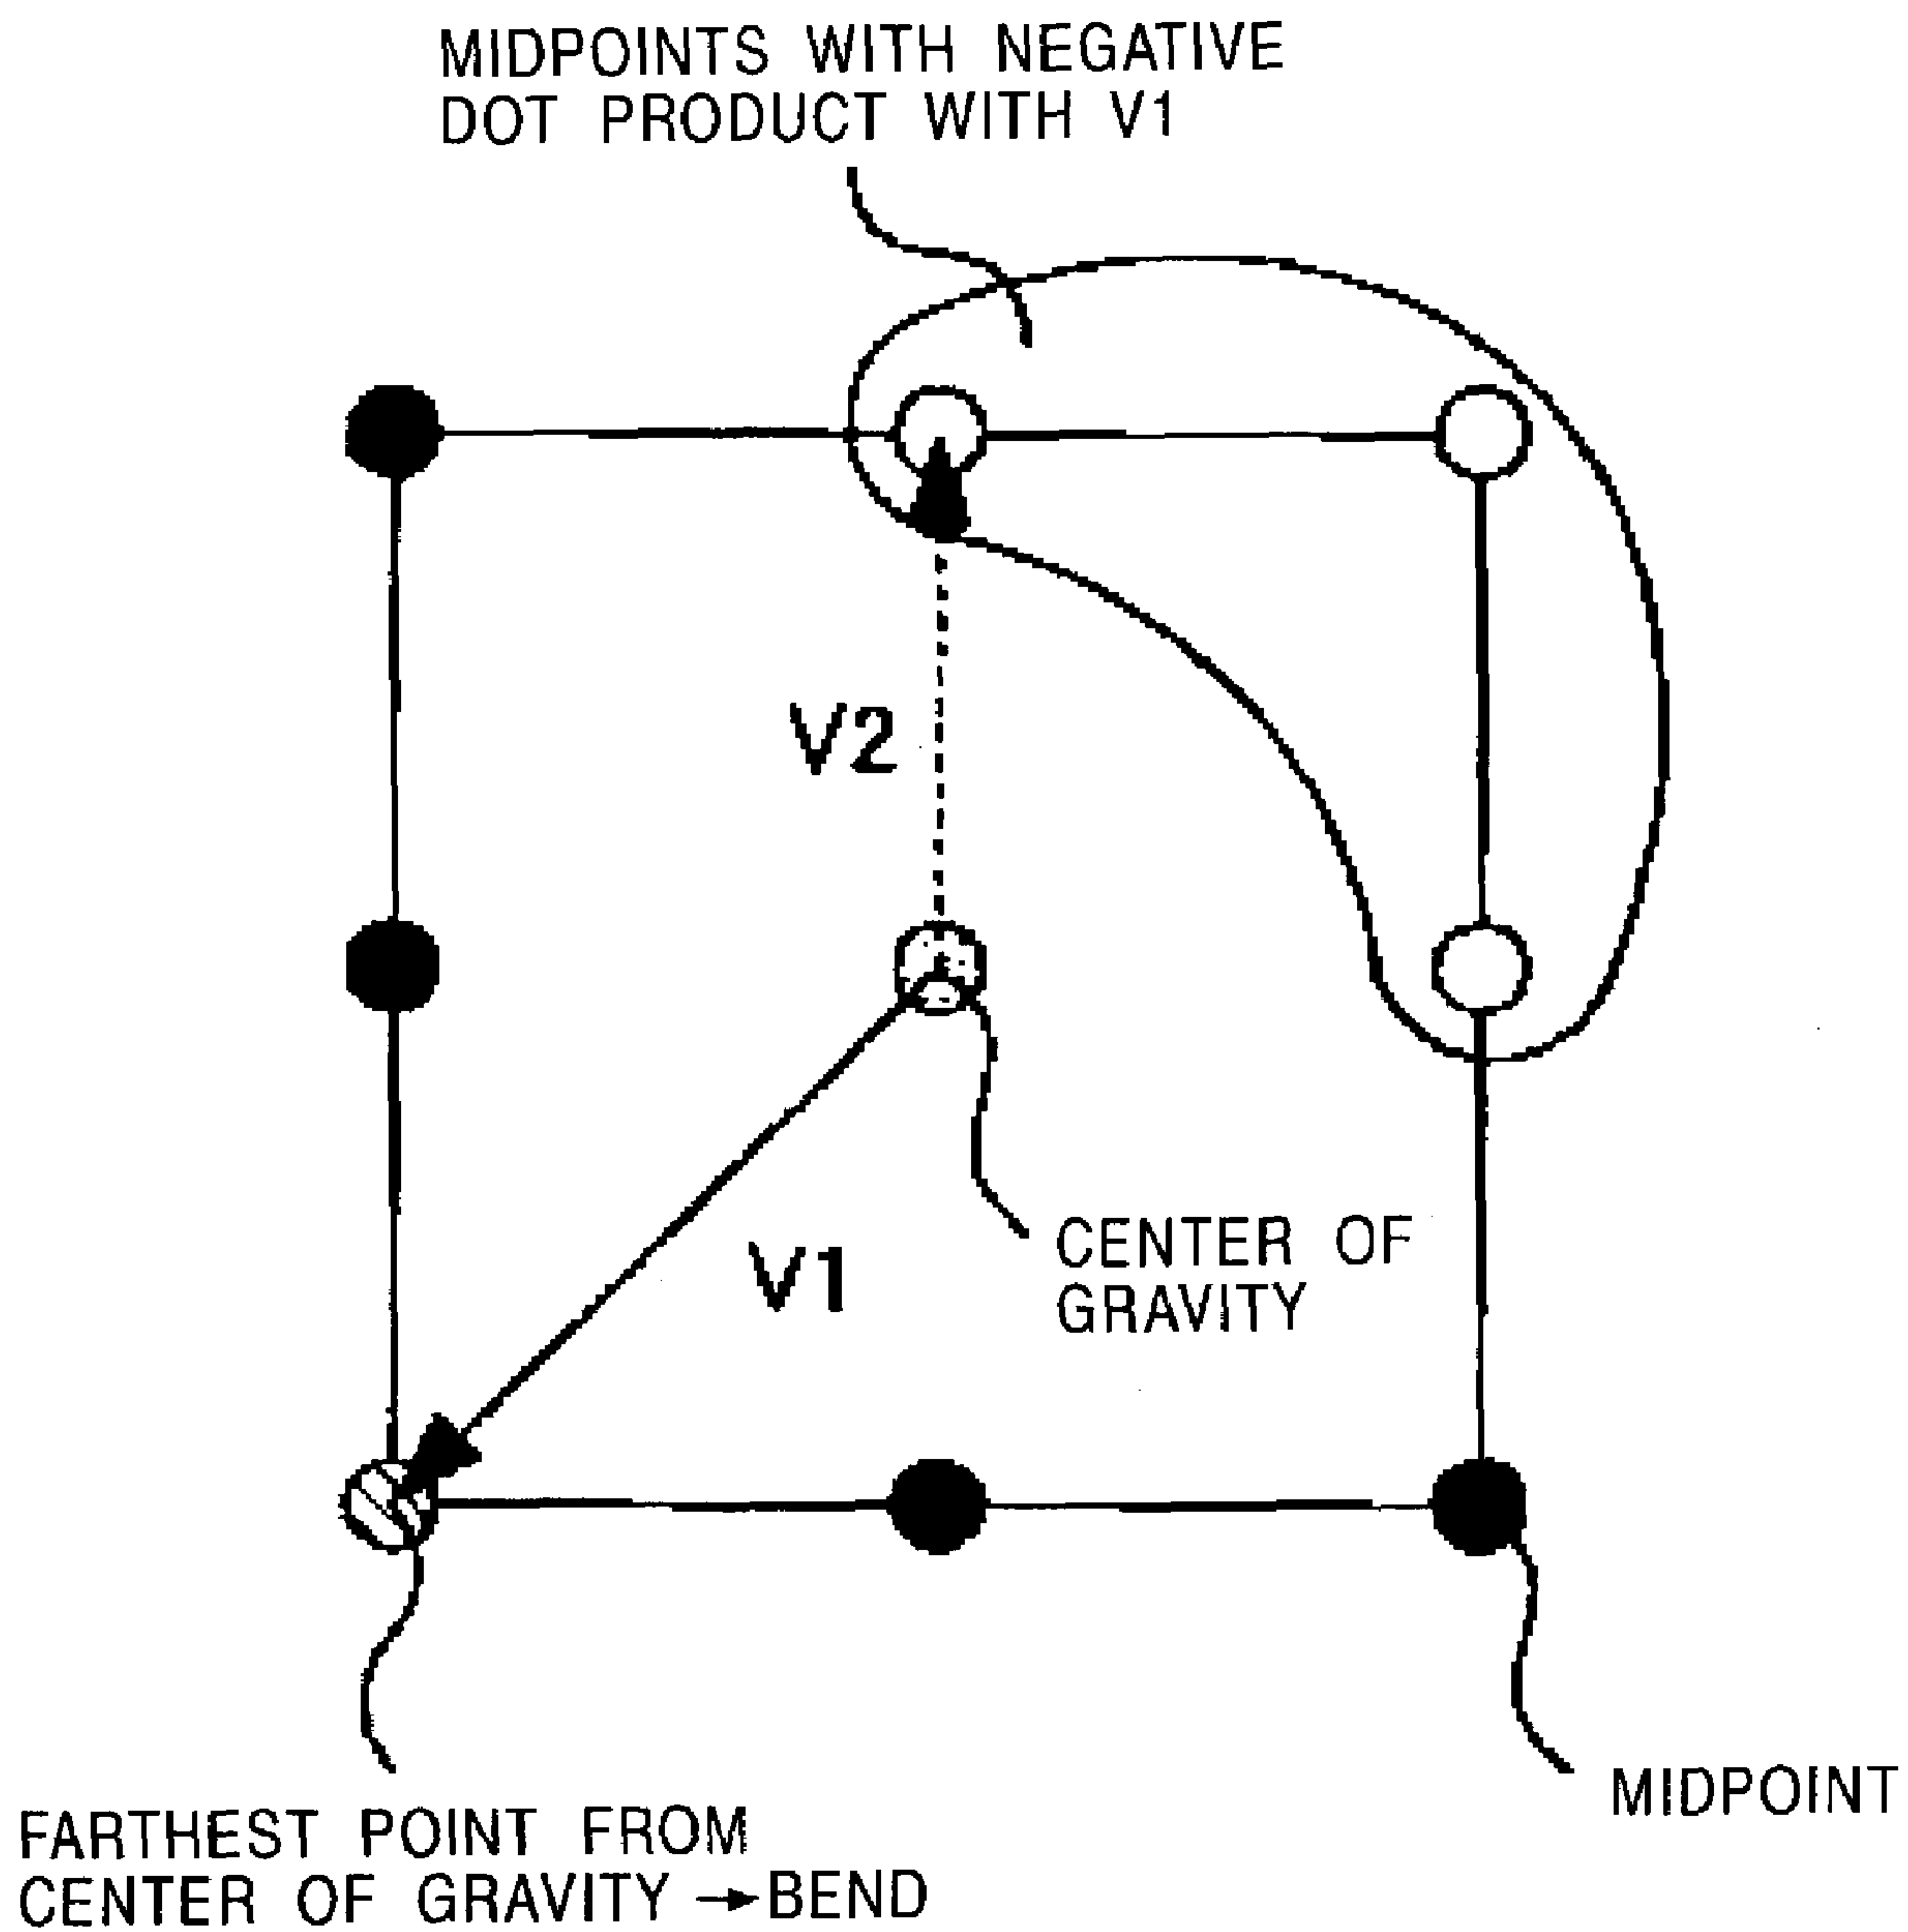 MIDPOINTS WITH NEGATIVE
DOT PRODUCT WITH V1
V2
V1
CENTER OF
GRAVITY
MIDPOINT
FARTHEST POINT FROM
CENTER OF GRAVITY → BEND